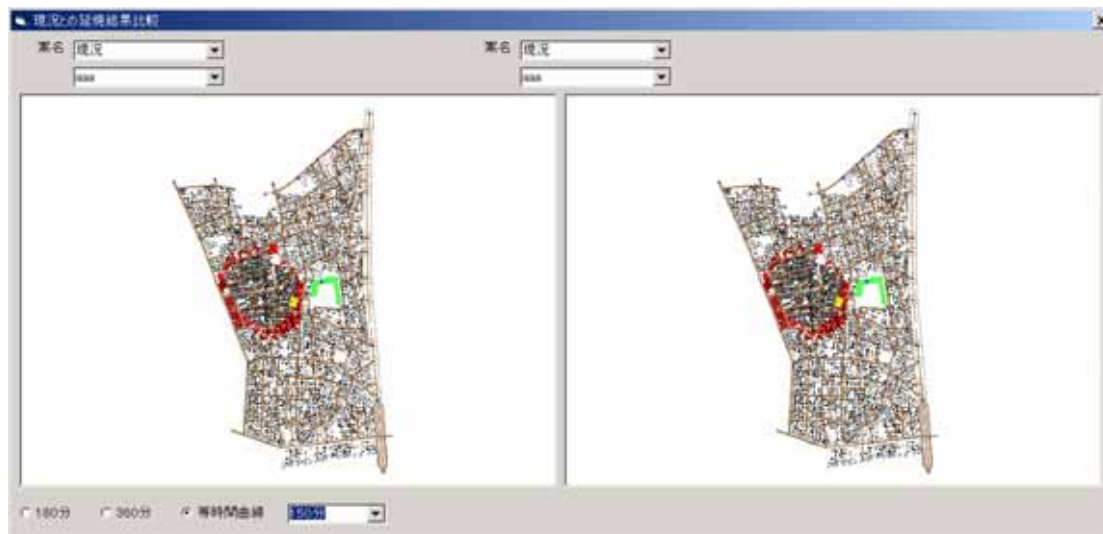 現況との延焼結果比較
案名 現況 案名 現況
aaa aaa
180分 360分 等時間曲線 150分